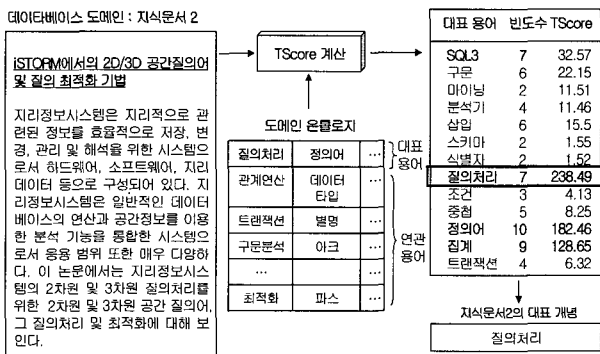 데이타베이스 도메인 : 지식문서 2
iSTORM에서의 2D/3D 공간질의어
및 질의 최적화 기법
지리정보시스템은 지리적으로 관
련된 정보를 효율적으로 저장, 변
경, 관리 및 해석을 위한 시스템으
로서 하드웨어, 소프트웨어, 지리
데이터 등으로 구성되어 있다. 지
리정보시스템은 일반적인 데이터
베이스의 연산과 공간정보를 이용
한 분석 기능을 통합한 시스템으
로서 응용 범위 또한 매우 다양하
다. 이 논문에서는 지리정보시스
템의 2차원 및 3차원 질의처리를
위한 2차원 및 3차원 공간 질의어,
그 질의처리 및 최적화에 대해 보
인다.
TScore 계산
도메인 온톨로지
질의처리 정의어 ...
관계연산 데이터 타입 ...
트랜잭션 별명 ...
구문분석 아크 ...
... ...
최적화 파스 ...
대표 용어
연관 용어
대표 용어 빈도수 TScore
SQL3 7 32.57
구문 6 22.15
마이닝 2 11.51
분석기 4 11.46
삽입 6 15.5
스키마 2 1.55
식별자 2 1.52
질의처리 7 238.49
조건 3 4.13
중첩 5 8.25
정의어 10 182.46
집계 9 128.65
트랜잭션 4 6.32
지식문서2의 대표 개념
질의처리